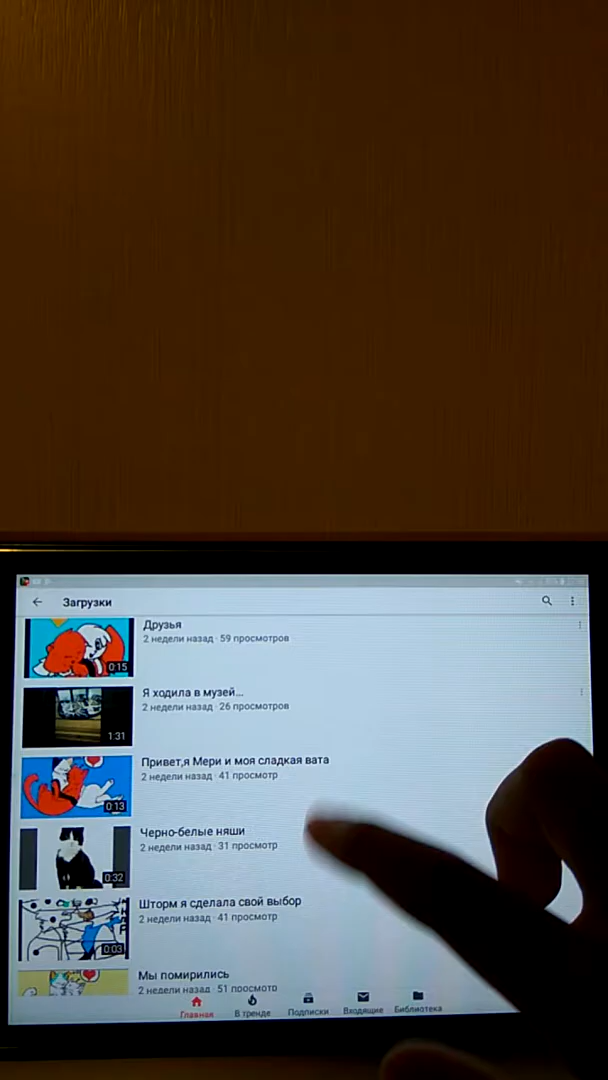 Загрузки
Друзья
2 недели назад · 59 просмотров
0:15
Я ходила в музей...
2 недели назад · 26 просмотров
1:31
Привет,я Мери и моя сладкая вата
2 недели назад · 41 просмотр
0:13
Черно-белые няши
2 недели назад · 31 просмотр
0:32
Шторм я сделала свой выбор
2 недели назад · 41 просмотр
0:03
Мы помирились
2 недели назад · 51 просмотр
Главная
В тренде
Подписки
Входящие
Библиотека